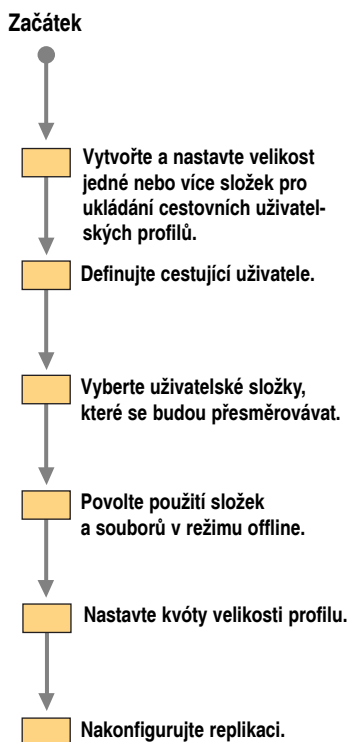 Začátek
Vytvořte a nastavte velikost
jedné nebo více složek pro
ukládání cestovních uživatel-
ských profilů.
Definujte cestující uživatele.
Vyberte uživatelské složky,
které se budou přesměrovávat.
Povolte použití složek
a souborů v režimu offline.
Nastavte kvóty velikosti profilu.
Nakonfigurujte replikaci.